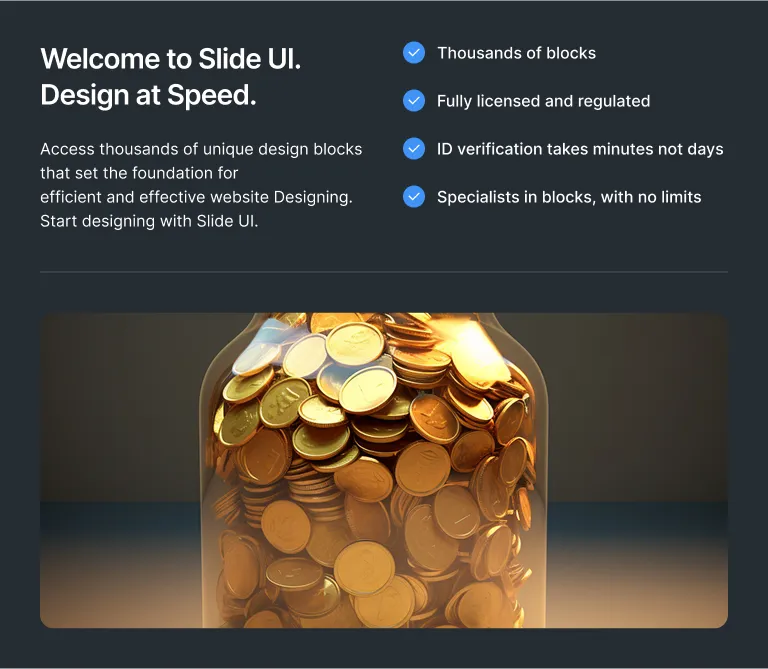 Welcome to Slide UI.
Design at Speed.
Access thousands of unique design blocks
that set the foundation for
efficient and effective website Designing.
Start designing with Slide UI.
Thousands of blocks
Fully licensed and regulated
ID verification takes minutes not days
Specialists in blocks, with no limits